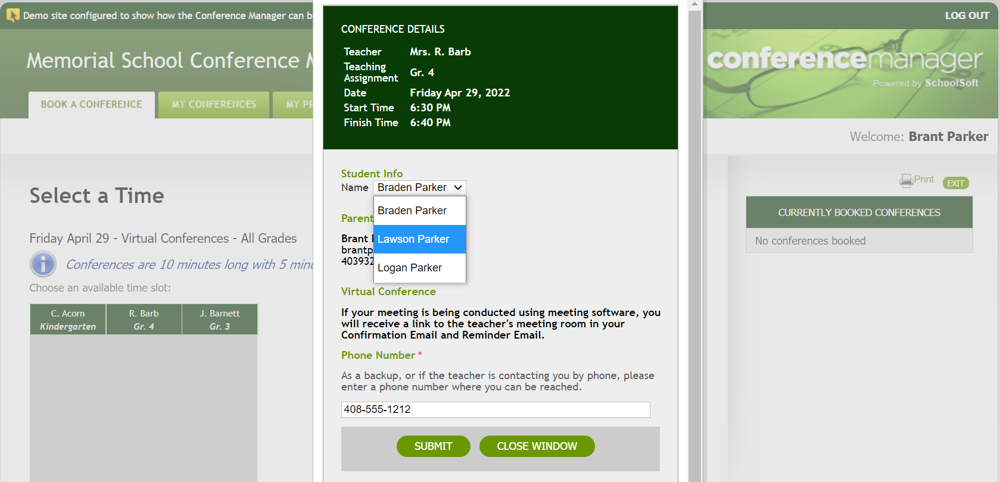 Demo site configured to show how the Conference Manager can b
LOG OUT
Memorial School Conference M
conferencemanager
Powered by SchoolSoft
BOOK A CONFERENCE
MY CONFERENCES
MY PR
Welcome: Brant Parker
CONFERENCE DETAILS
Teacher Mrs. R. Barb
Teaching
Assignment Gr. 4
Date Friday Apr 29, 2022
Start Time 6:30 PM
Finish Time 6:40 PM
Student Info
Name Braden Parker
Braden Parker
Lawson Parker
Logan Parker
Parent
Brant
brantp
403932
Virtual Conference
If your meeting is being conducted using meeting software, you
will receive a link to the teacher's meeting room in your
Confirmation Email and Reminder Email.
Phone Number *
As a backup, or if the teacher is contacting you by phone, please
enter a phone number where you can be reached.
408-555-1212
SUBMIT
CLOSE WINDOW
Select a Time
Friday April 29 - Virtual Conferences - All Grades
Conferences are 10 minutes long with 5 minu
Choose an available time slot:
C. Acorn
Kindergarten
R. Barb
Gr. 4
J. Barnett
Gr. 3
Print
EXIT
CURRENTLY BOOKED CONFERENCES
No conferences booked